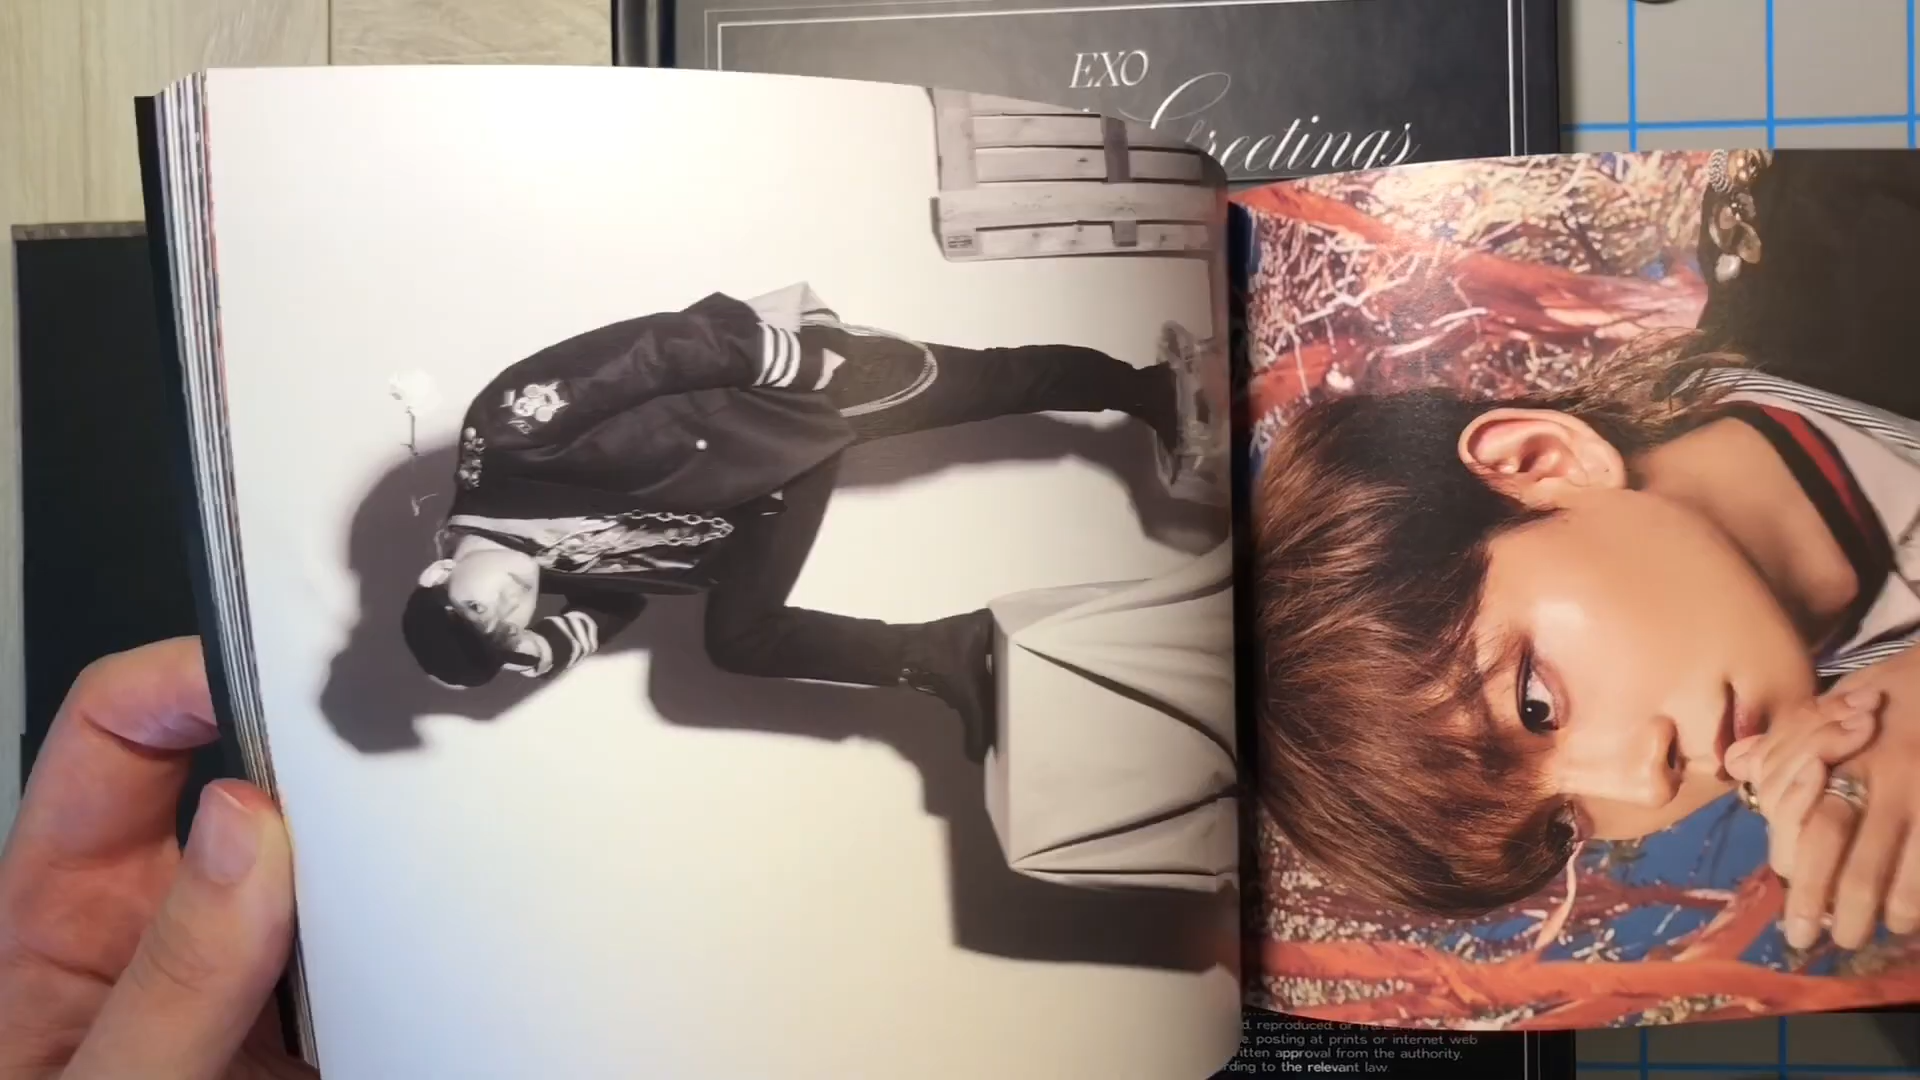 EXO
Greetings
d, reproduced, or
e, posting at prints or internet web
written approval from the authority.
rding to the relevant law.